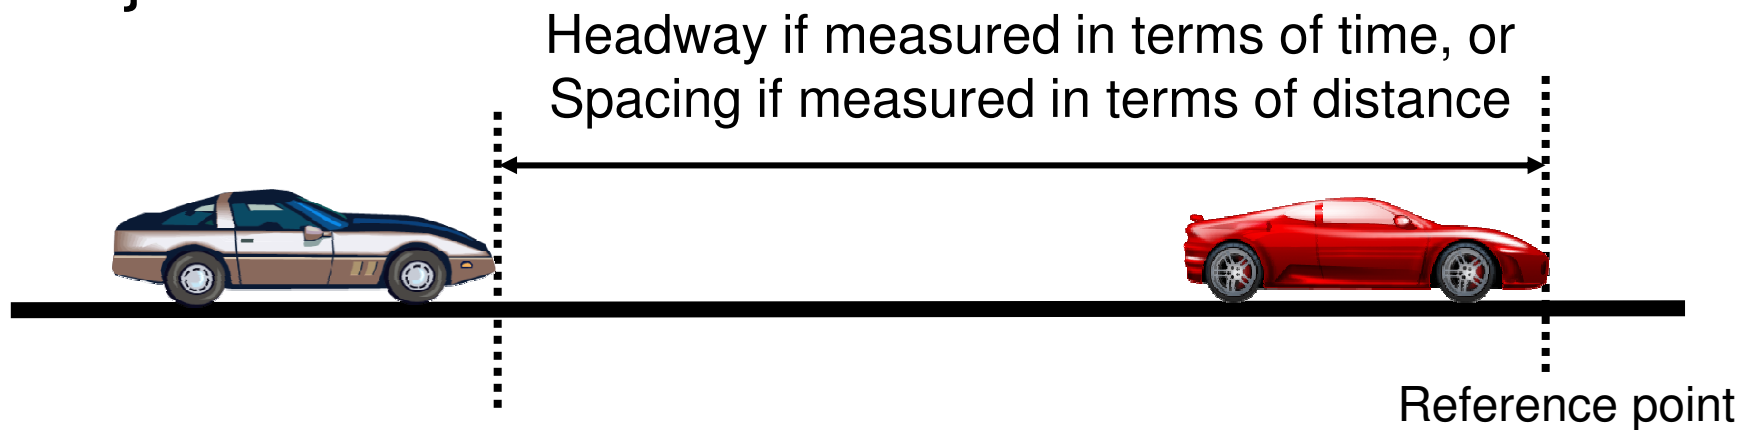 Headway if measured in terms of time, or
Spacing if measured in terms of distance
Reference point